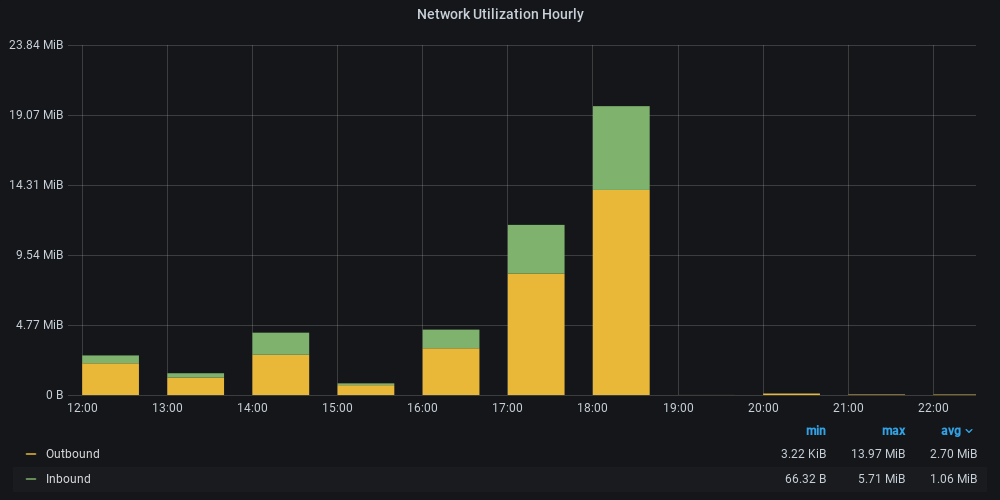 Network Utilization Hourly
23.84 MiB
19.07 MiB
14.31 MiB
9.54 MiB
4.77 MiB
0 B
12:00 13:00 14:00 15:00 16:00 17:00 18:00 19:00 20:00 21:00 22:00
min max avg
Outbound 3.22 KiB 13.97 MiB 2.70 MiB
Inbound 66.32 B 5.71 MiB 1.06 MiB